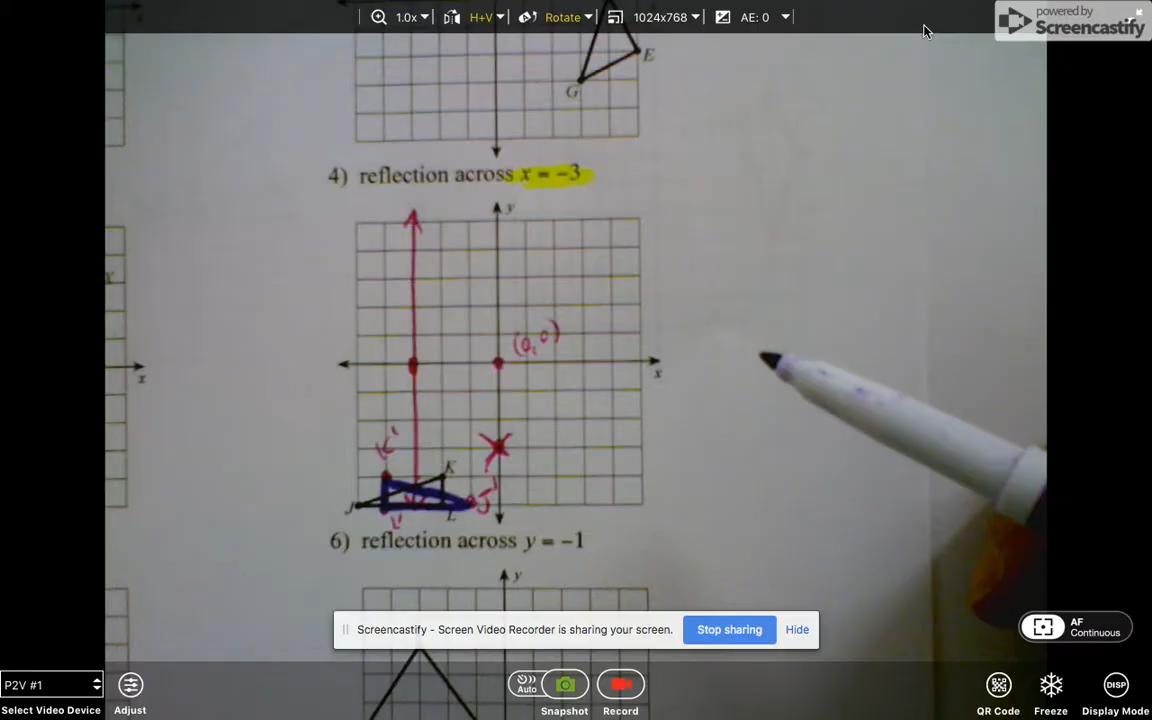 1.0x H+V Rotate 1024x768 AE: 0
powered by
Screencastify
E
G
4) reflection across x = −3
y
(0,0)
x
x
K'
K
J
L
L'
J'
6) reflection across y = −1
y
Screencastify - Screen Video Recorder is sharing your screen. Stop sharing Hide
AF
Continuous
P2V #1
Select Video Device
Adjust
Auto
Snapshot
Record
QR Code
Freeze
DISP
Display Mode